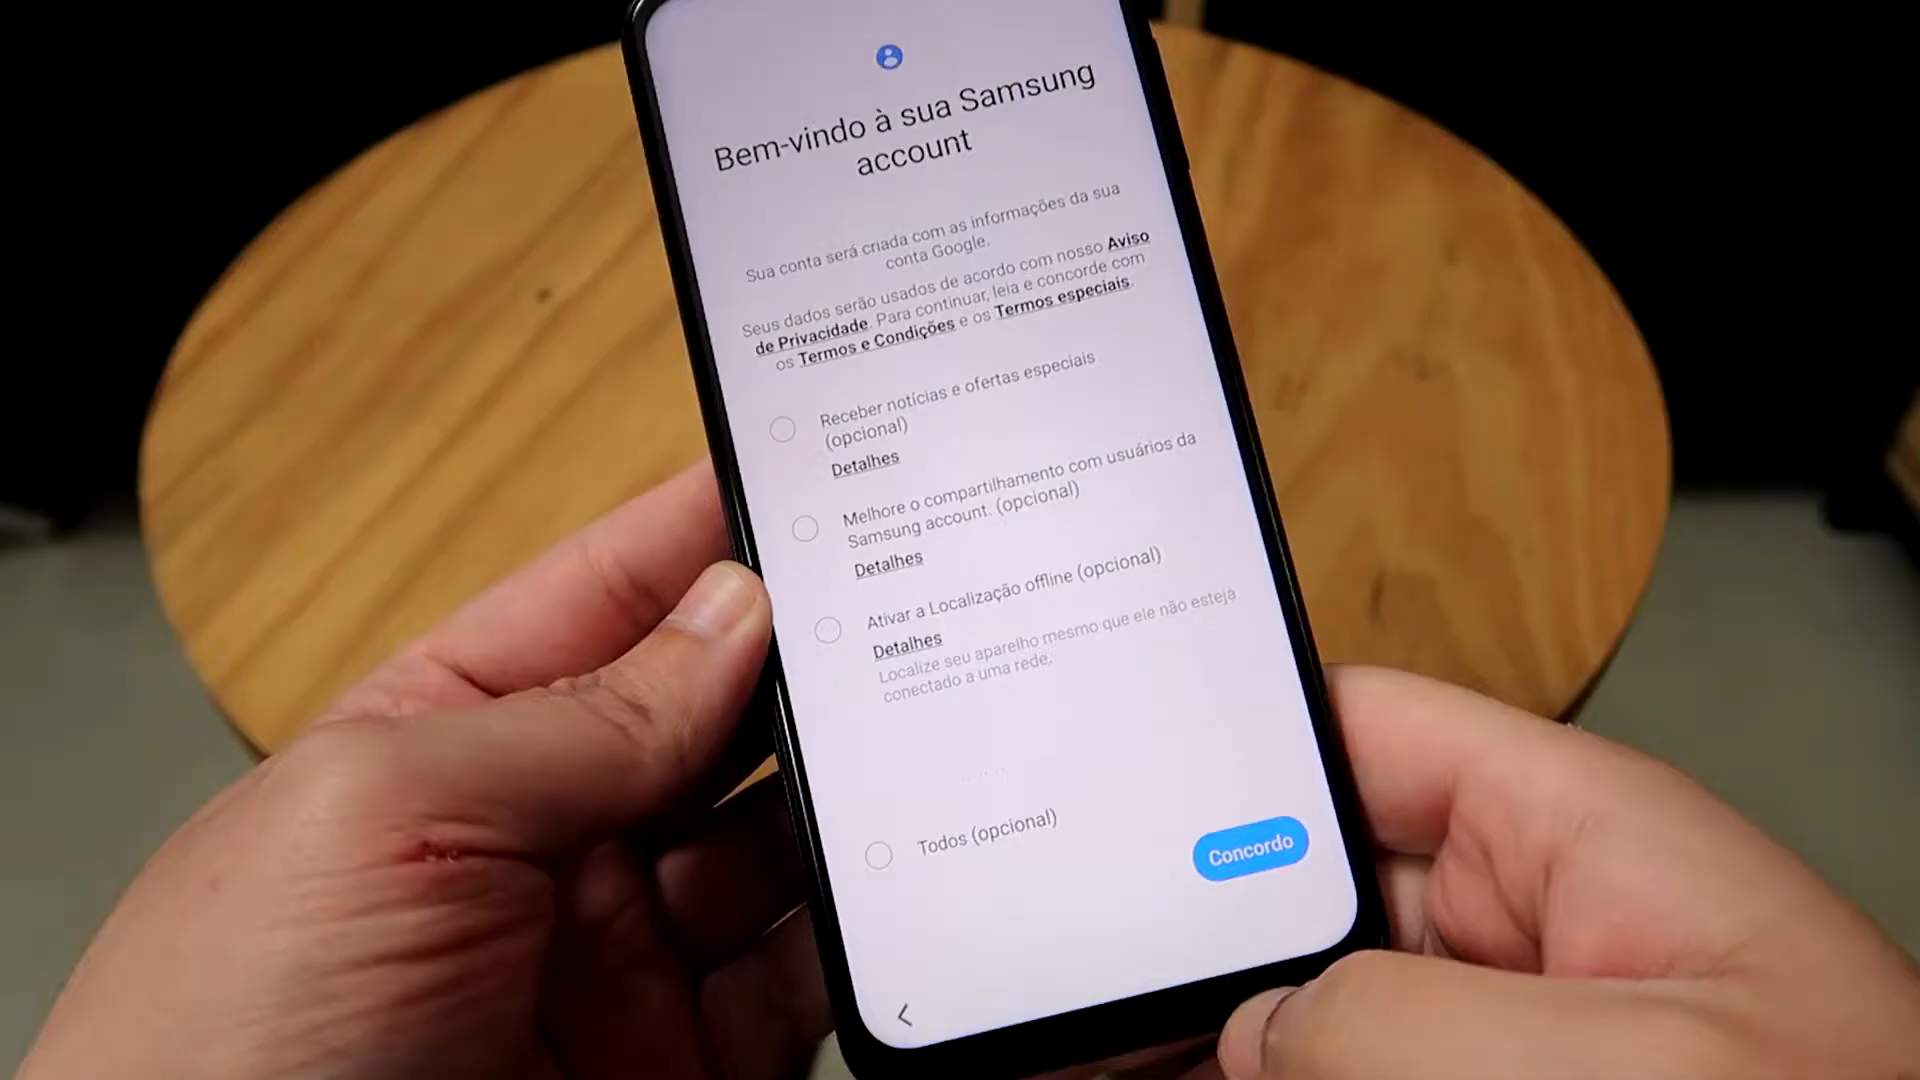 Bem-vindo à sua Samsung
account
Sua conta será criada com as informações da sua
conta Google.
Seus dados serão usados de acordo com nosso Aviso
de Privacidade. Para continuar, leia e concorde com
os Termos e Condições e os Termos especiais.
Receber notícias e ofertas especiais
(opcional)
Detalhes
Melhore o compartilhamento com usuários da
Samsung account. (opcional)
Detalhes
Ativar a Localização offline (opcional)
Detalhes
Localize seu aparelho mesmo que ele não esteja
conectado a uma rede.
Todos (opcional)
Concordo